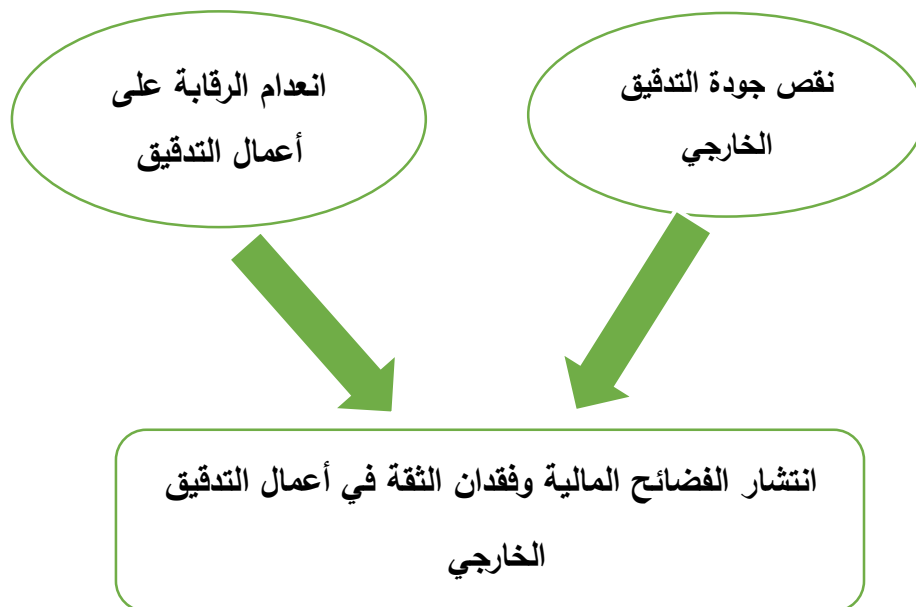 نقص جودة التدقيق
الخارجي
انعدام الرقابة على
أعمال التدقيق
انتشار الفضائح المالية وفقدان الثقة في أعمال التدقيق
الخارجي